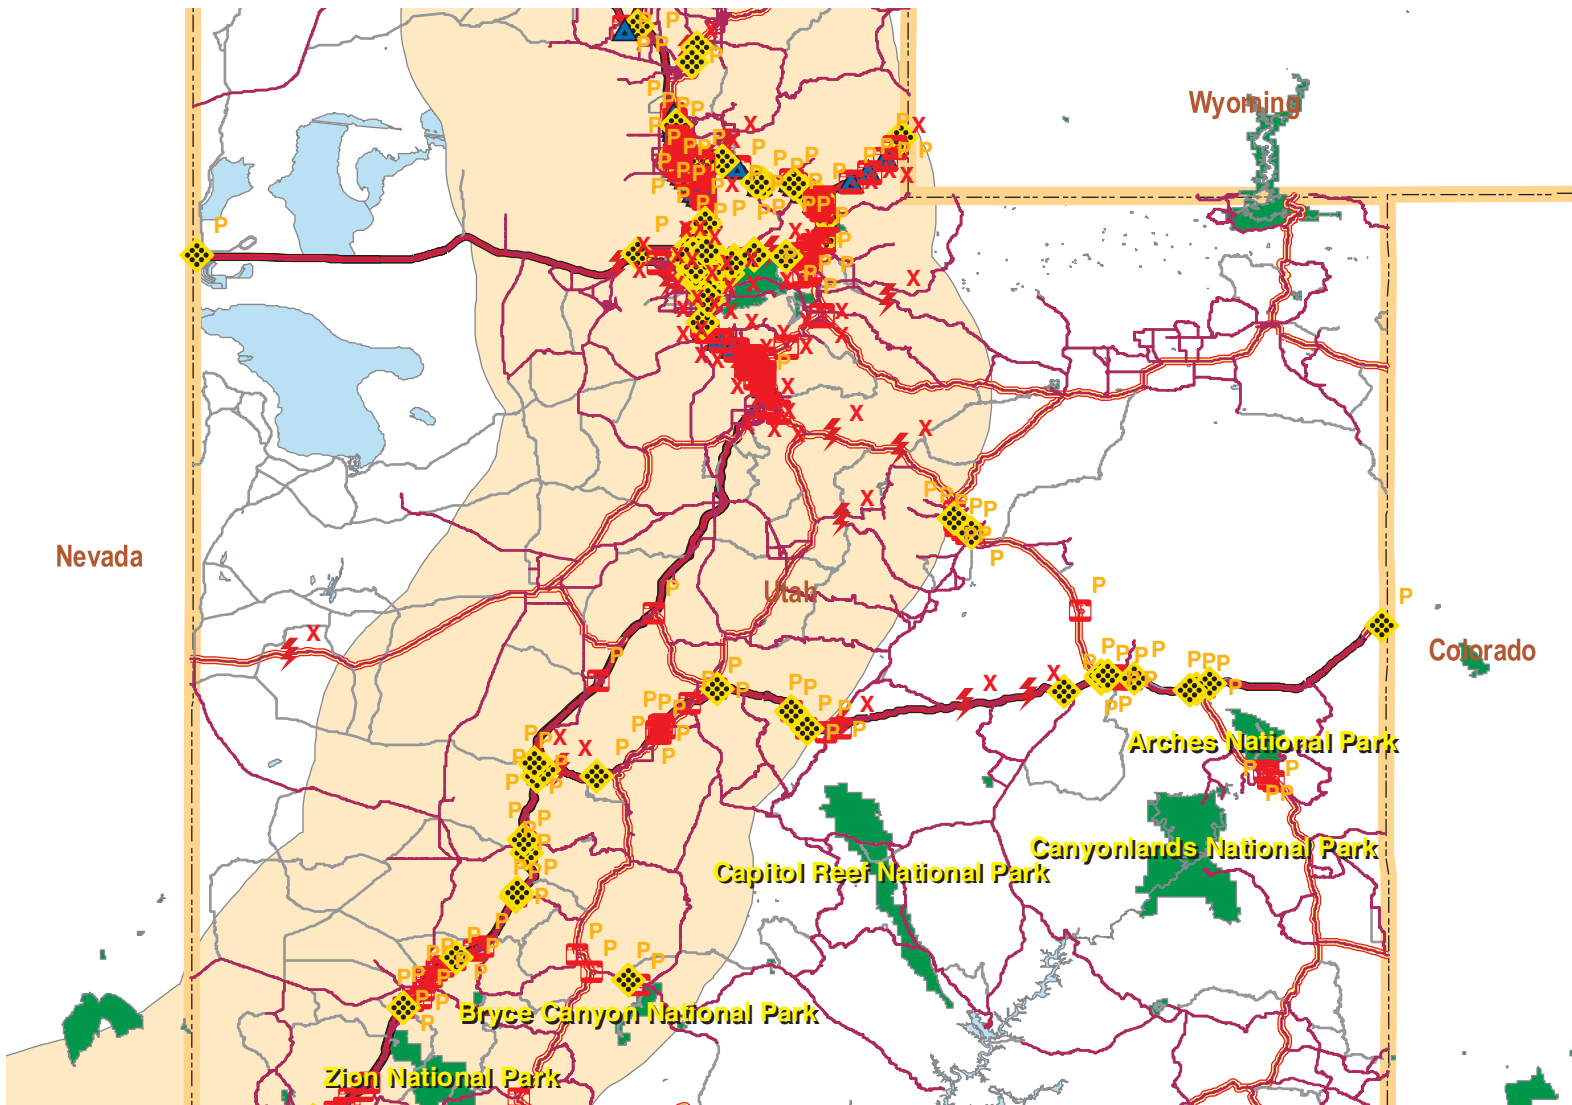 Wyoming
Nevada
Utah
Colorado
Arches National Park
Canyonlands National Park
Capitol Reef National Park
Bryce Canyon National Park
Zion National Park